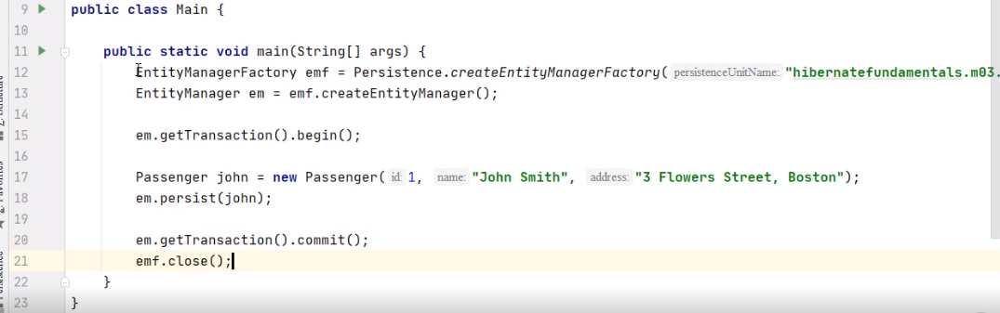 9 public class Main {
10
11 public static void main(String[] args) {
12 EntityManagerFactory emf = Persistence.createEntityManagerFactory( persistenceUnitName: "hibernatefundamentals.m03.
13 EntityManager em = emf.createEntityManager();
14
15 em.getTransaction().begin();
16
17 Passenger john = new Passenger( id: 1, name: "John Smith", address: "3 Flowers Street, Boston");
18 em.persist(john);
19
20 em.getTransaction().commit();
21 emf.close();
22 }
23 }